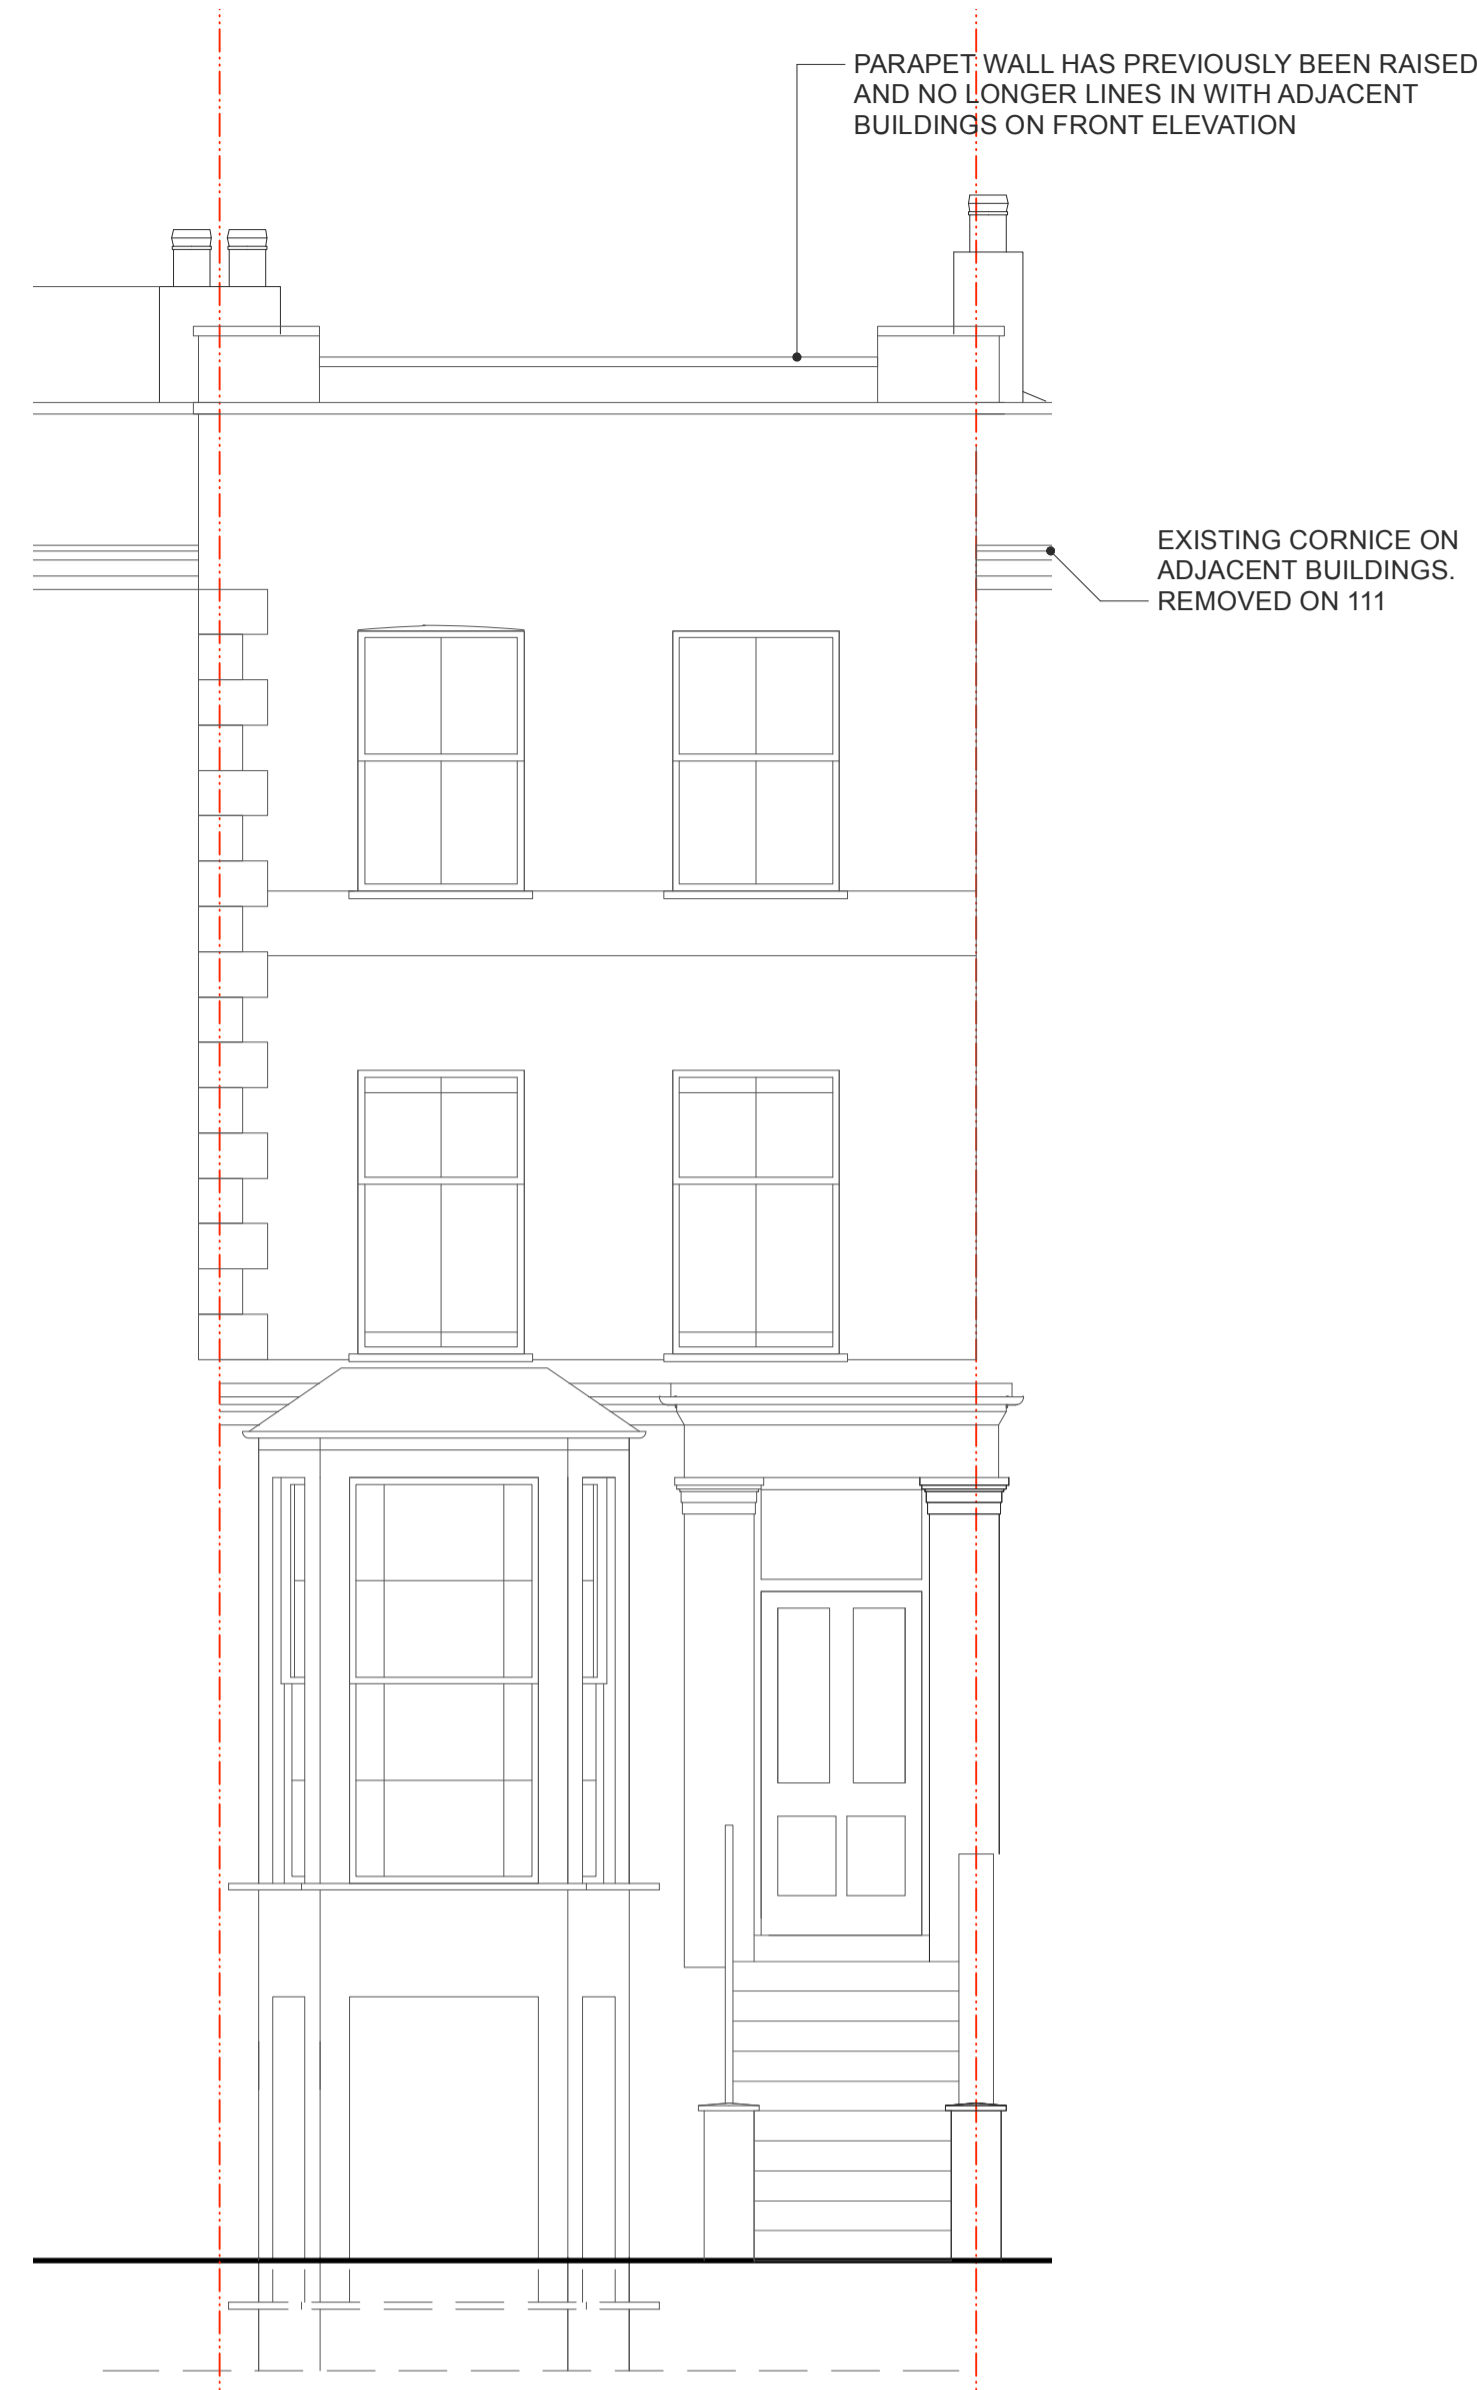 PARAPET WALL HAS PREVIOUSLY BEEN RAISED
AND NO LONGER LINES IN WITH ADJACENT
BUILDINGS ON FRONT ELEVATION
EXISTING CORNICE ON
ADJACENT BUILDINGS.
REMOVED ON 111